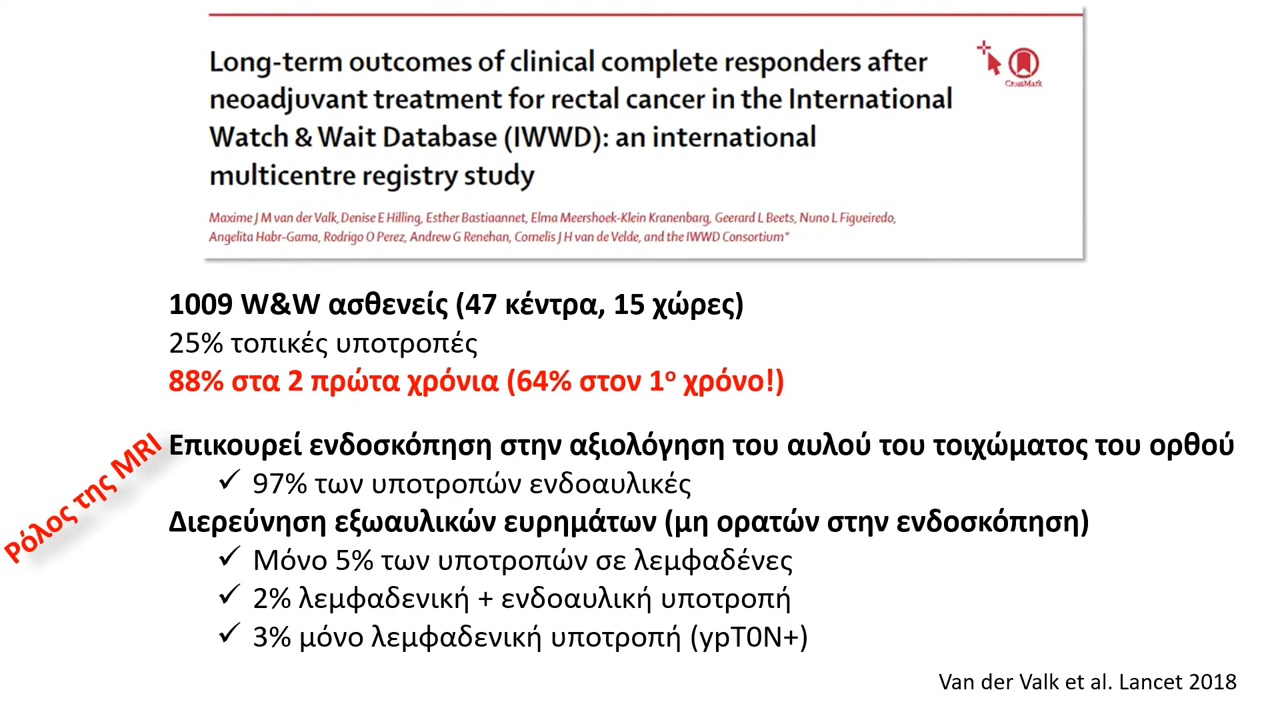 Long-term outcomes of clinical complete responders after
neoadjuvant treatment for rectal cancer in the International
Watch & Wait Database (IWWD): an international
multicentre registry study
CrossMark
Maxime J M van der Valk, Denise E Hilling, Esther Bastiaannet, Elma Meershoek-Klein Kranenbarg, Geerard L Beets, Nuno L Figueiredo,
Angelita Habr-Gama, Rodrigo O Perez, Andrew G Renehan, Cornelis J H van de Velde, and the IWWD Consortium*
1009 W&W ασθενείς (47 κέντρα, 15 χώρες)
25% τοπικές υποτροπές
88% στα 2 πρώτα χρόνια (64% στον 1ο χρόνο!)
Ρόλος της MRI
Επικουρεί ενδοσκόπηση στην αξιολόγηση του αυλού του τοιχώματος του ορθού
✓ 97% των υποτροπών ενδοαυλικές
Διερεύνηση εξωαυλικών ευρημάτων (μη ορατών στην ενδοσκόπηση)
✓ Μόνο 5% των υποτροπών σε λεμφαδένες
✓ 2% λεμφαδενική + ενδοαυλική υποτροπή
✓ 3% μόνο λεμφαδενική υποτροπή (ypT0N+)
Van der Valk et al. Lancet 2018